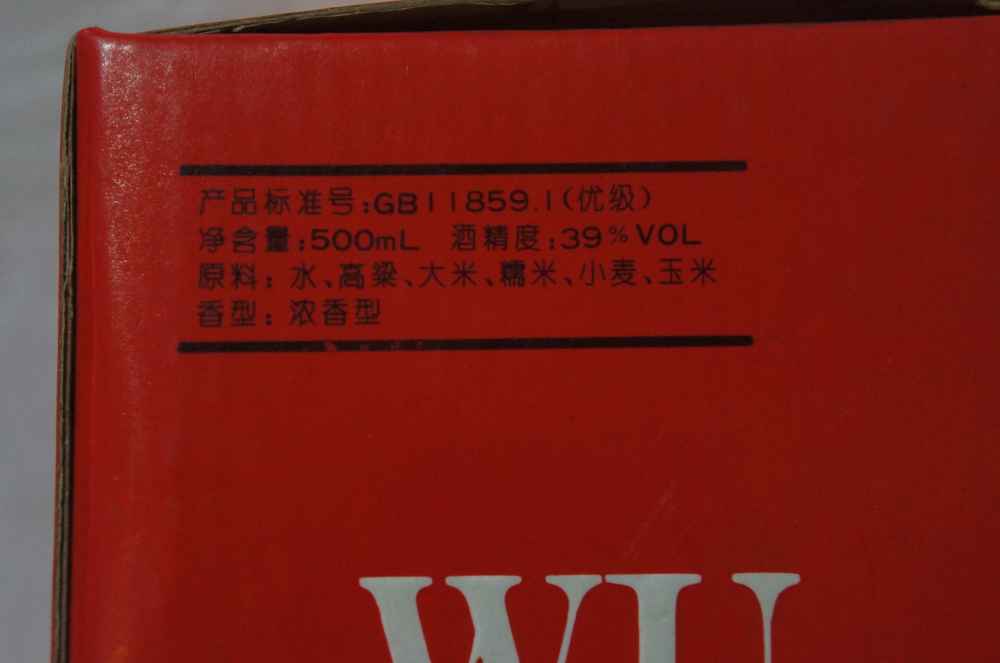 产品标准号:GB11859.1(优级)
净含量:500mL 酒精度:39%VOL
原料: 水、高粱、大米、糯米、小麦、玉米
香型: 浓香型
WU